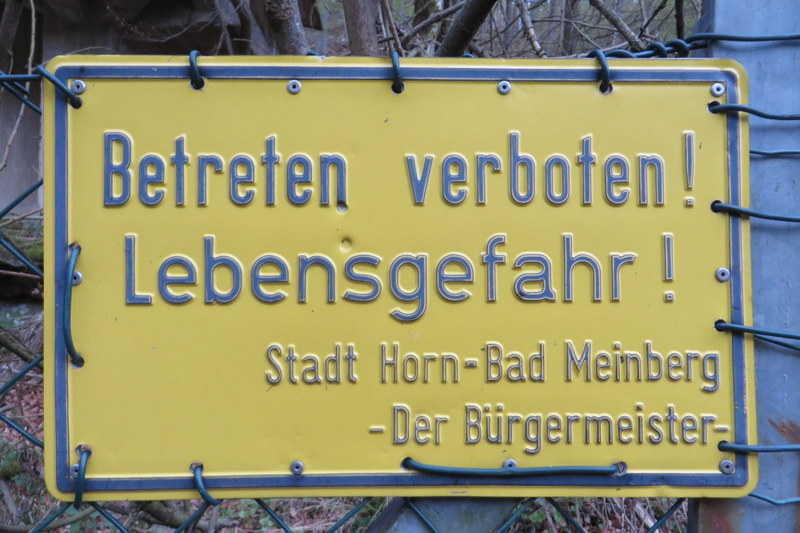 Betreten verboten!
Lebensgefahr!
Stadt Horn-Bad Meinberg
-Der Bürgermeister-